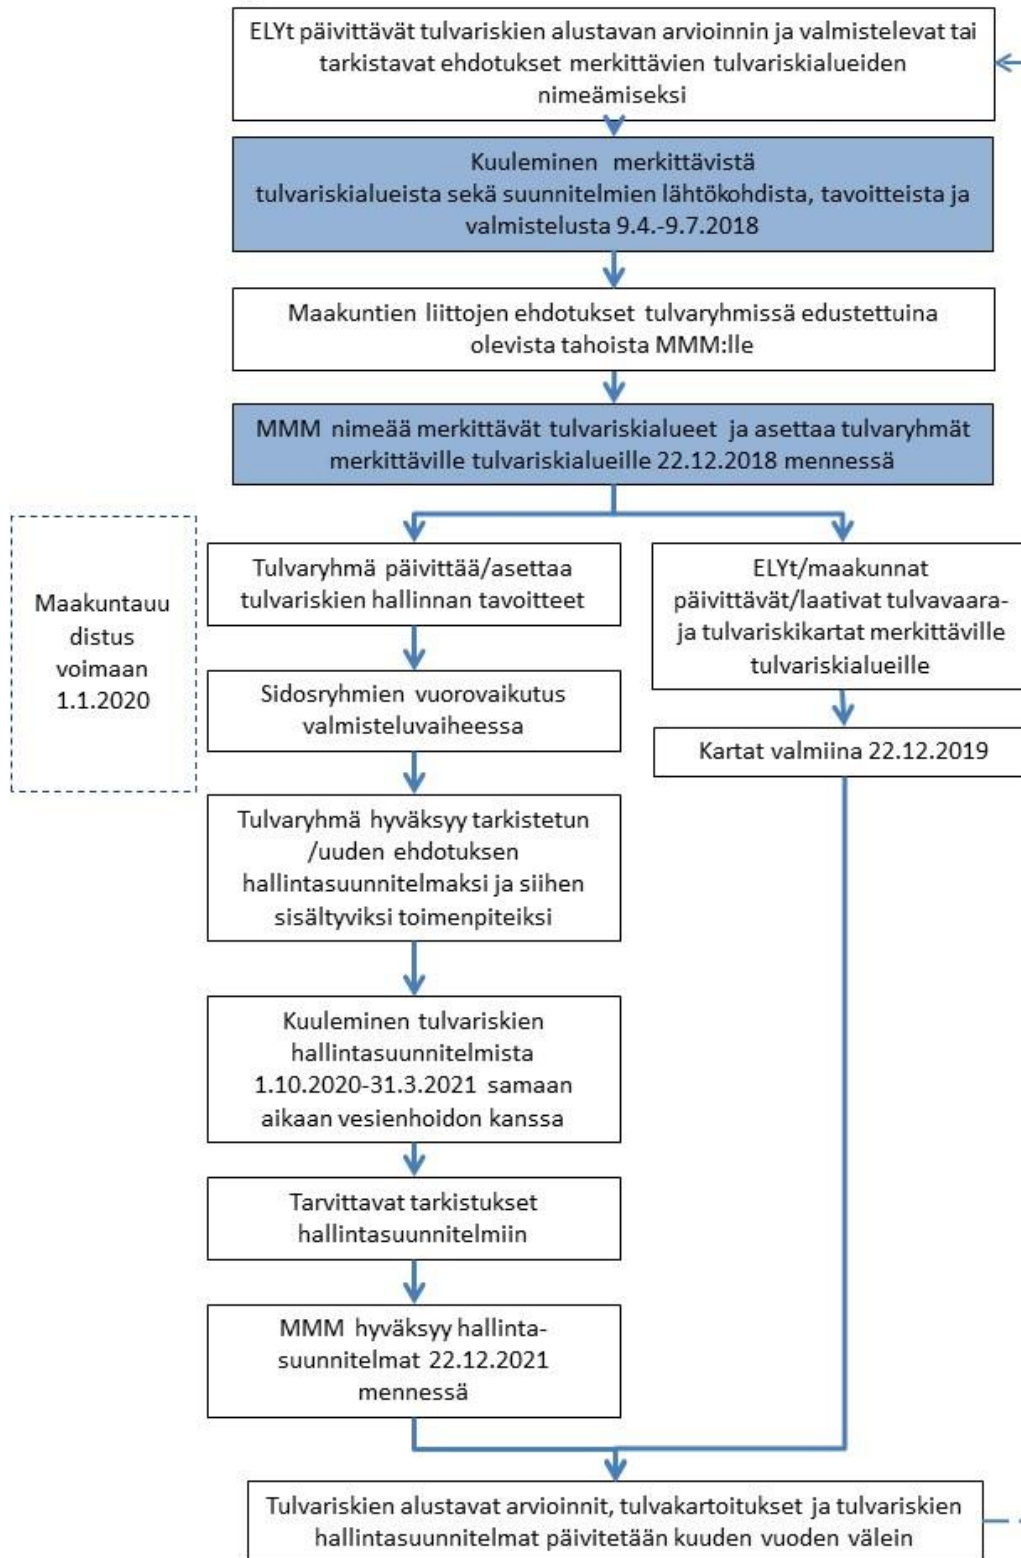 ELYt päivittävät tulvariskien alustavan arvioinnin ja valmistelevat tai
tarkistavat ehdotukset merkittävien tulvariskialueiden
nimeämiseksi
Kuuleminen merkittävistä
tulvariskialueista sekä suunnitelmien lähtökohdista, tavoitteista ja
valmistelusta 9.4.-9.7.2018
Maakuntien liittojen ehdotukset tulvaryhmissä edustettuina
olevista tahoista MMM:lle
MMM nimeää merkittävät tulvariskialueet ja asettaa tulvaryhmät
merkittäville tulvariskialueille 22.12.2018 mennessä
Maakuntauu
distus
voimaan
1.1.2020
Tulvaryhmä päivittää/asettaa
tulvariskien hallinnan tavoitteet
Sidosryhmien vuorovaikutus
valmisteluvaiheessa
Tulvaryhmä hyväksyy tarkistetun
/uuden ehdotuksen
hallintasuunnitelmaksi ja siihen
sisältyviksi toimenpiteiksi
Kuuleminen tulvariskien
hallintasuunnitelmista
1.10.2020-31.3.2021 samaan
aikaan vesienhoidon kanssa
Tarvittavat tarkistukset
hallintasuunnitelmiin
MMM hyväksyy hallinta-
suunnitelmat 22.12.2021
mennessä
ELYt/maakunnat
päivittävät/laativat tulvavaara-
ja tulvariskikartat merkittäville
tulvariskialueille
Kartat valmiina 22.12.2019
Tulvariskien alustavat arvioinnit, tulvakartoitukset ja tulvariskien
hallintasuunnitelmat päivitetään kuuden vuoden välein